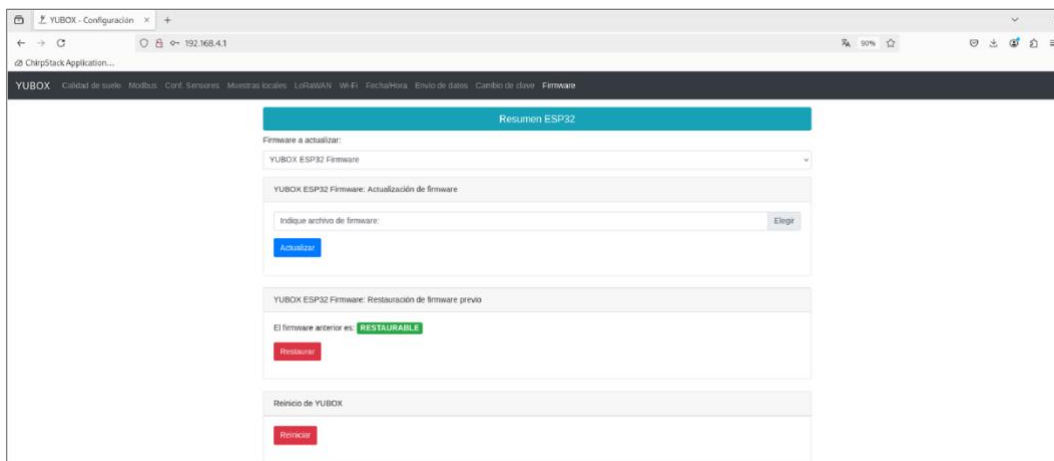 YUBOX - Configuración
192.168.4.1
90%
ChirpStack Application...
YUBOX Calidad de suelo Modbus Conf. Sensores Muestras locales LoRaWAN Wi-Fi Fecha/Hora Envío de datos Cambio de clave Firmware
Resumen ESP32
Firmware a actualizar:
YUBOX ESP32 Firmware
YUBOX ESP32 Firmware: Actualización de firmware
Indique archivo de firmware: Elegir
Actualizar
YUBOX ESP32 Firmware: Restauración de firmware previo
El firmware anterior es: RESTAURABLE
Restaurar
Reinicio de YUBOX
Reiniciar